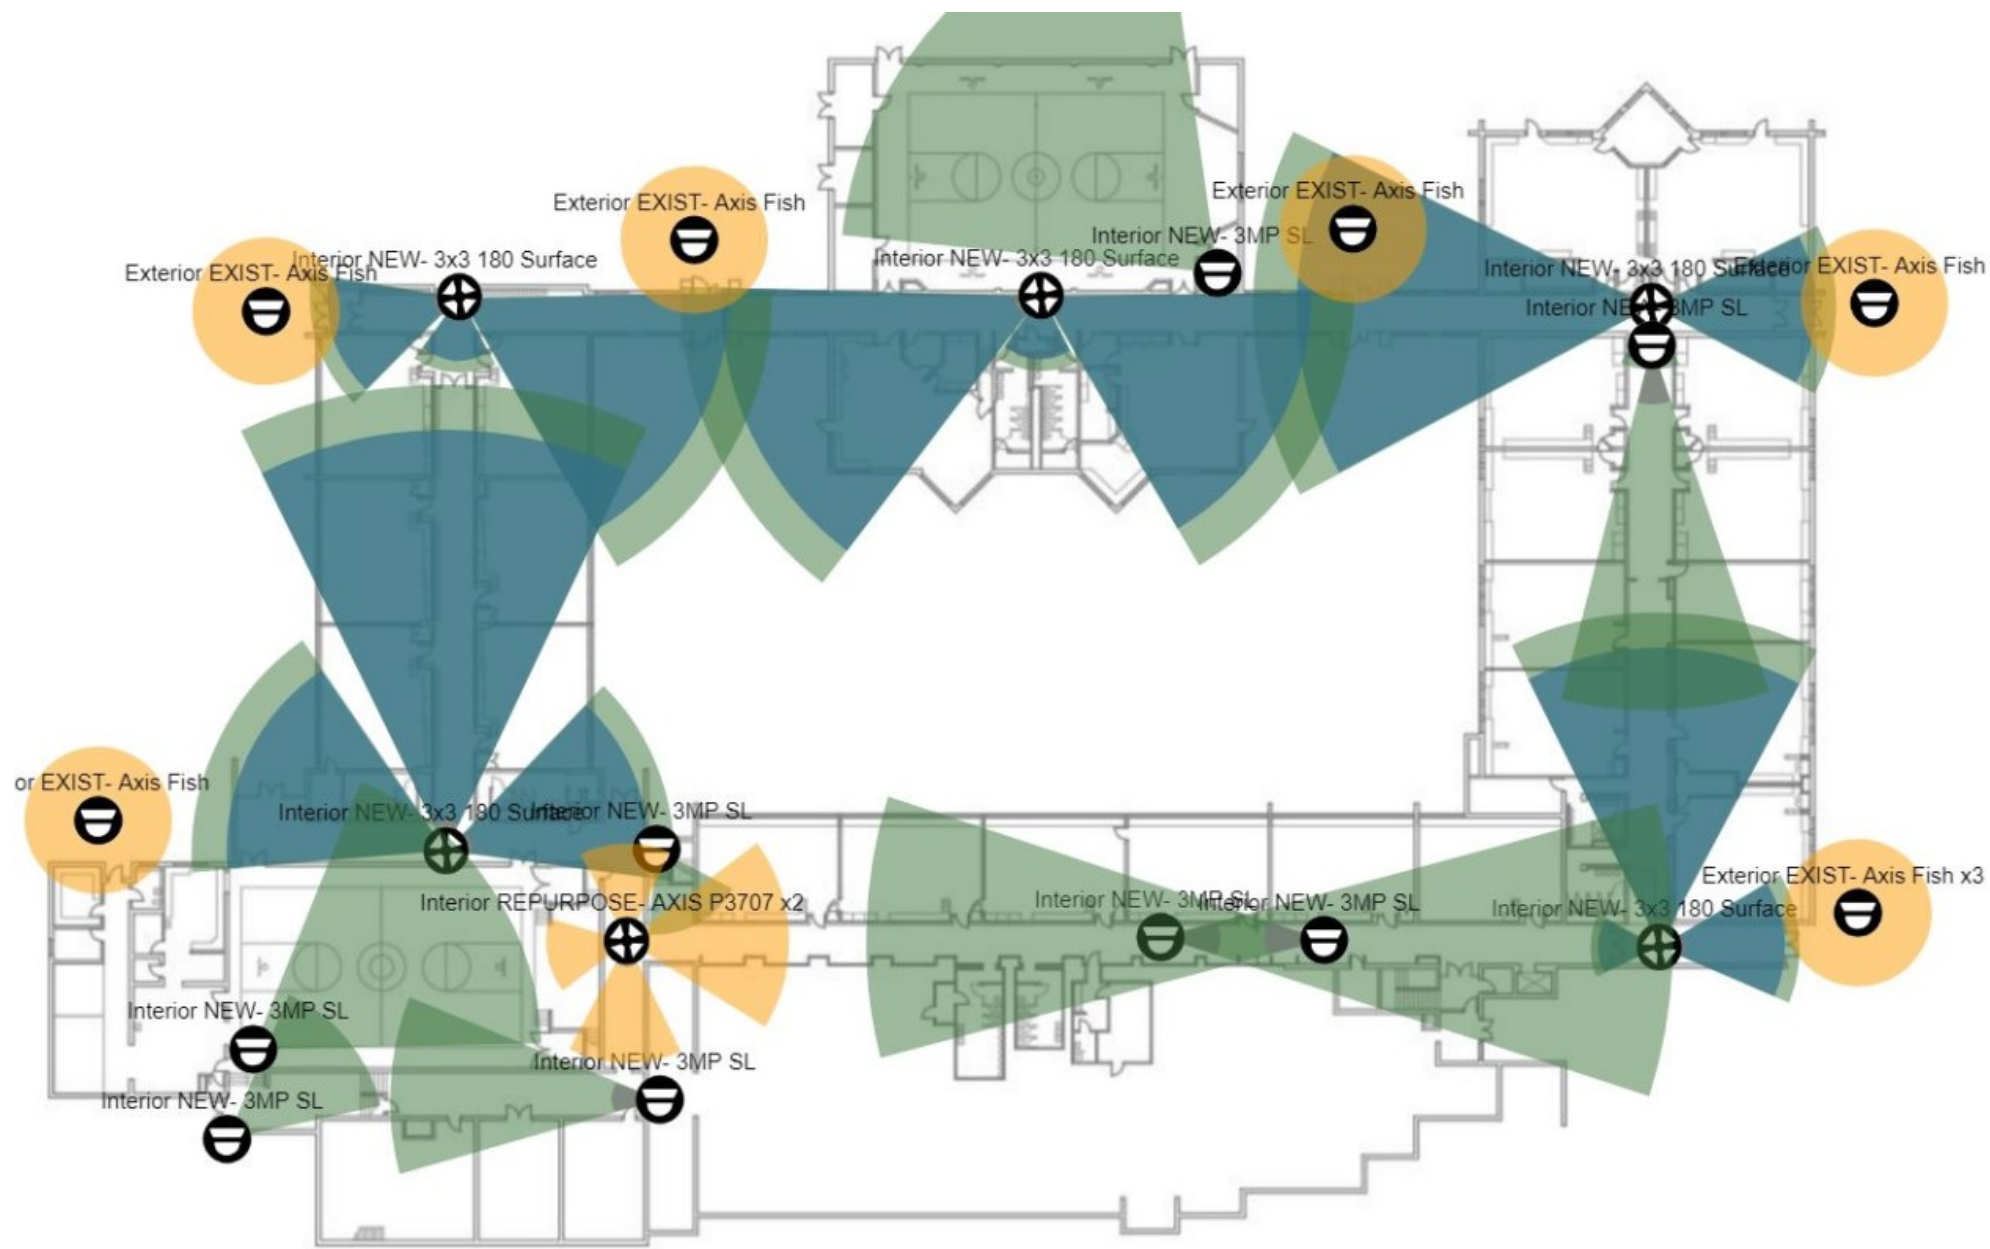 Exterior EXIST- Axis Fish
Exterior EXIST- Axis Fish
Interior NEW- 3MP SL
Interior NEW- 3x3 180 Surface
Interior NEW- 3x3 180 Surface
Exterior EXIST- Axis Fish
Interior NEW- 3x3 180 Surface
Exterior EXIST- Axis Fish
Interior NEW- 3MP SL
or EXIST- Axis Fish
Interior NEW- 3x3 180 Surface
Interior NEW- 3MP SL
Interior REPURPOSE- AXIS P3707 x2
Interior NEW- 3MP SL
Interior NEW- 3MP SL
Exterior EXIST- Axis Fish x3
Interior NEW- 3x3 180 Surface
Interior NEW- 3MP SL
Interior NEW- 3MP SL
Interior NEW- 3MP SL